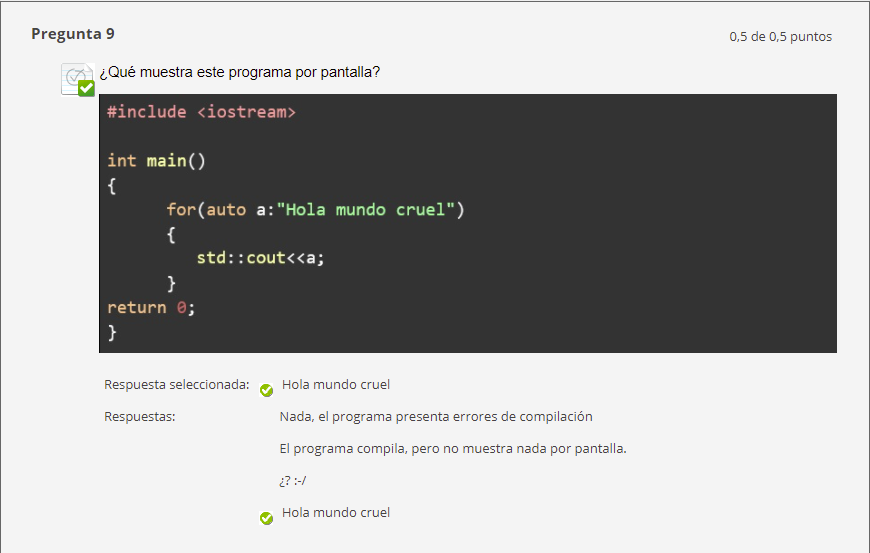 Pregunta 9
0,5 de 0,5 puntos
¿Qué muestra este programa por pantalla?
#include <iostream>
int main()
{
for(auto a:"Hola mundo cruel")
{
std::cout<<a;
}
return 0;
}
Respuesta seleccionada: Hola mundo cruel
Respuestas: Nada, el programa presenta errores de compilación
El programa compila, pero no muestra nada por pantalla.
¿? :-/
Hola mundo cruel